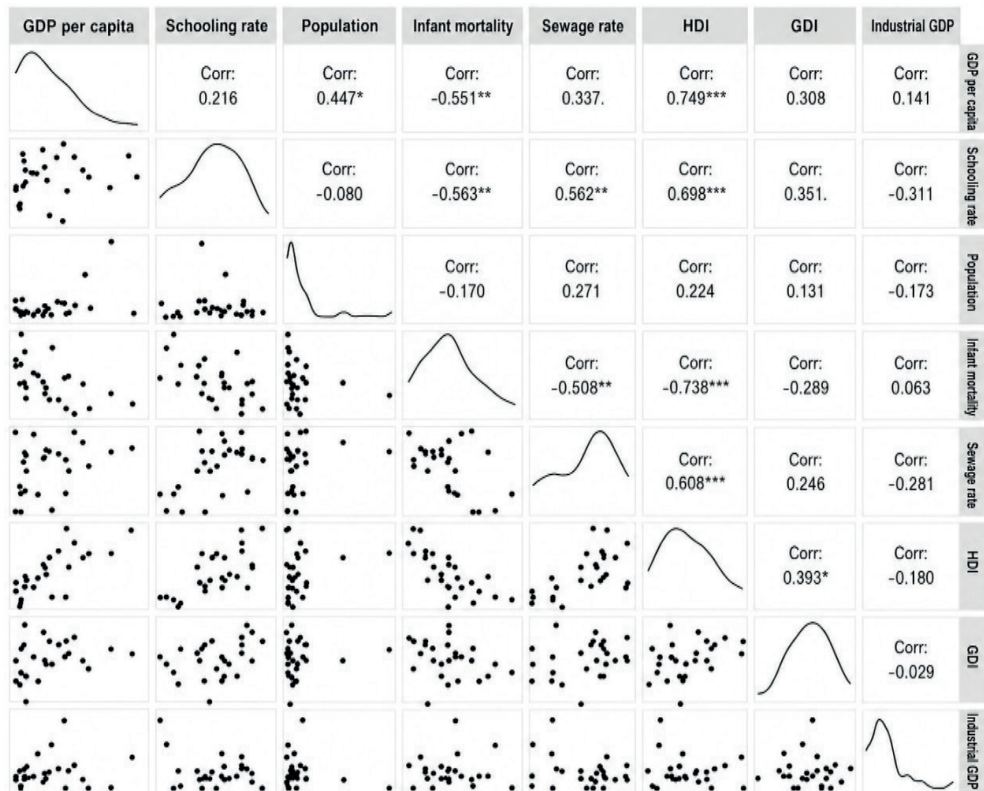 GDP per capita Schooling rate Population Infant mortality Sewage rate HDI GDI Industrial GDP
Corr: Corr: Corr: Corr: Corr: Corr: Corr:
0.216 0.447* -0.551** 0.337. 0.749*** 0.308 0.141
GDP per capita
Corr: Corr: Corr: Corr: Corr: Corr:
-0.080 -0.563** 0.562** 0.698*** 0.351. -0.311
Schooling rate
Corr: Corr: Corr: Corr: Corr:
-0.170 0.271 0.224 0.131 -0.173
Population
Corr: Corr: Corr: Corr:
-0.508** -0.738*** -0.289 0.063
Infant mortality
Corr: Corr: Corr:
0.608*** 0.246 -0.281
Sewage rate
Corr: Corr:
0.393* -0.180
HDI
Corr:
-0.029
GDI
Industrial GDP